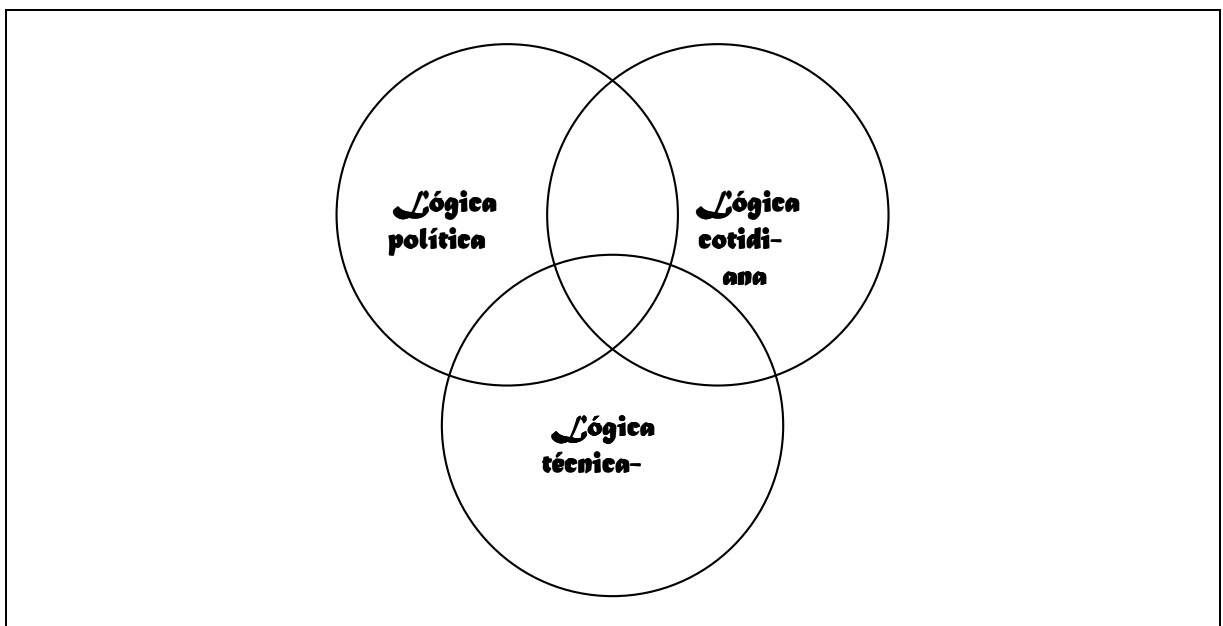 Lógica
política
Lógica
cotidi-
ana
Lógica
técnica-